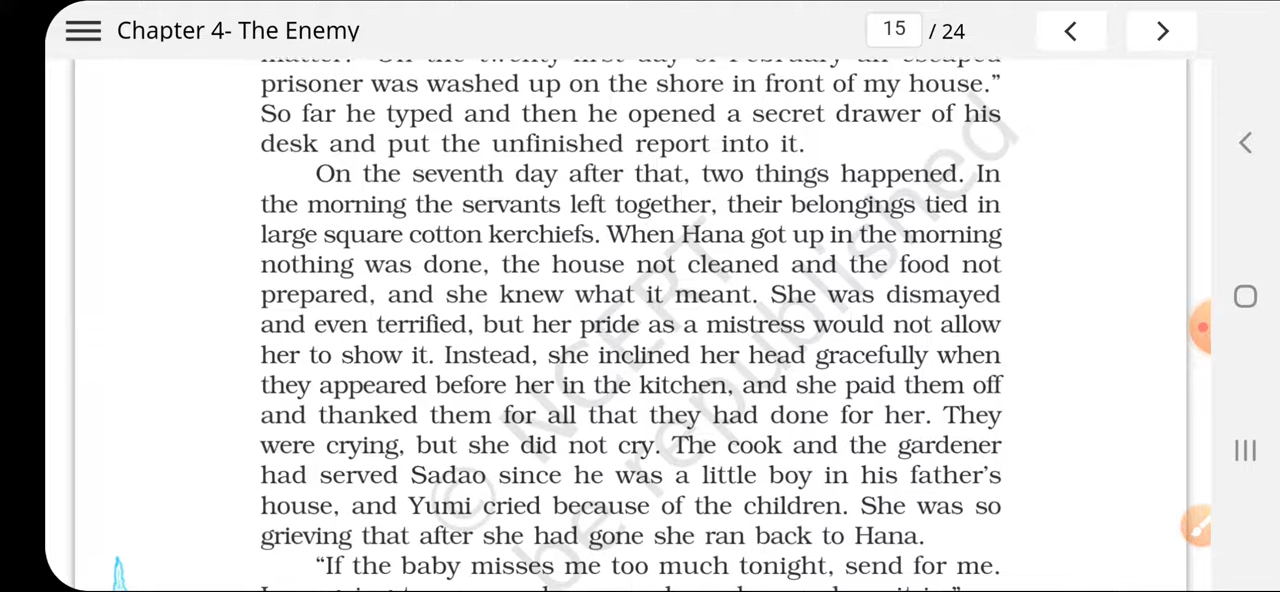 Chapter 4- The Enemy
15 / 24
prisoner was washed up on the shore in front of my house.”
So far he typed and then he opened a secret drawer of his
desk and put the unfinished report into it.
On the seventh day after that, two things happened. In
the morning the servants left together, their belongings tied in
large square cotton kerchiefs. When Hana got up in the morning
nothing was done, the house not cleaned and the food not
prepared, and she knew what it meant. She was dismayed
and even terrified, but her pride as a mistress would not allow
her to show it. Instead, she inclined her head gracefully when
they appeared before her in the kitchen, and she paid them off
and thanked them for all that they had done for her. They
were crying, but she did not cry. The cook and the gardener
had served Sadao since he was a little boy in his father’s
house, and Yumi cried because of the children. She was so
grieving that after she had gone she ran back to Hana.
“If the baby misses me too much tonight, send for me.
© NCERT
be republished